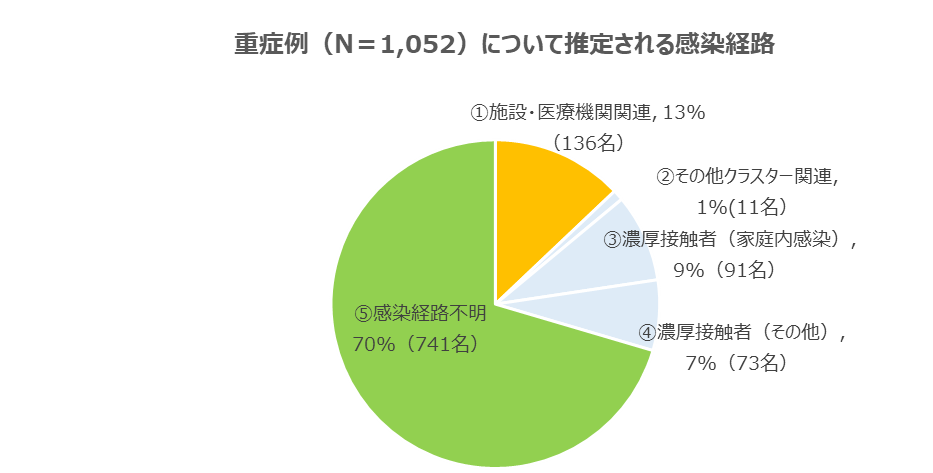 重症例（N＝1,052）について推定される感染経路
①施設・医療機関関連, 13%
（136名）
②その他クラスター関連,
1%(11名）
③濃厚接触者（家庭内感染）,
9%（91名）
④濃厚接触者（その他）,
7%（73名）
⑤感染経路不明
70%（741名）